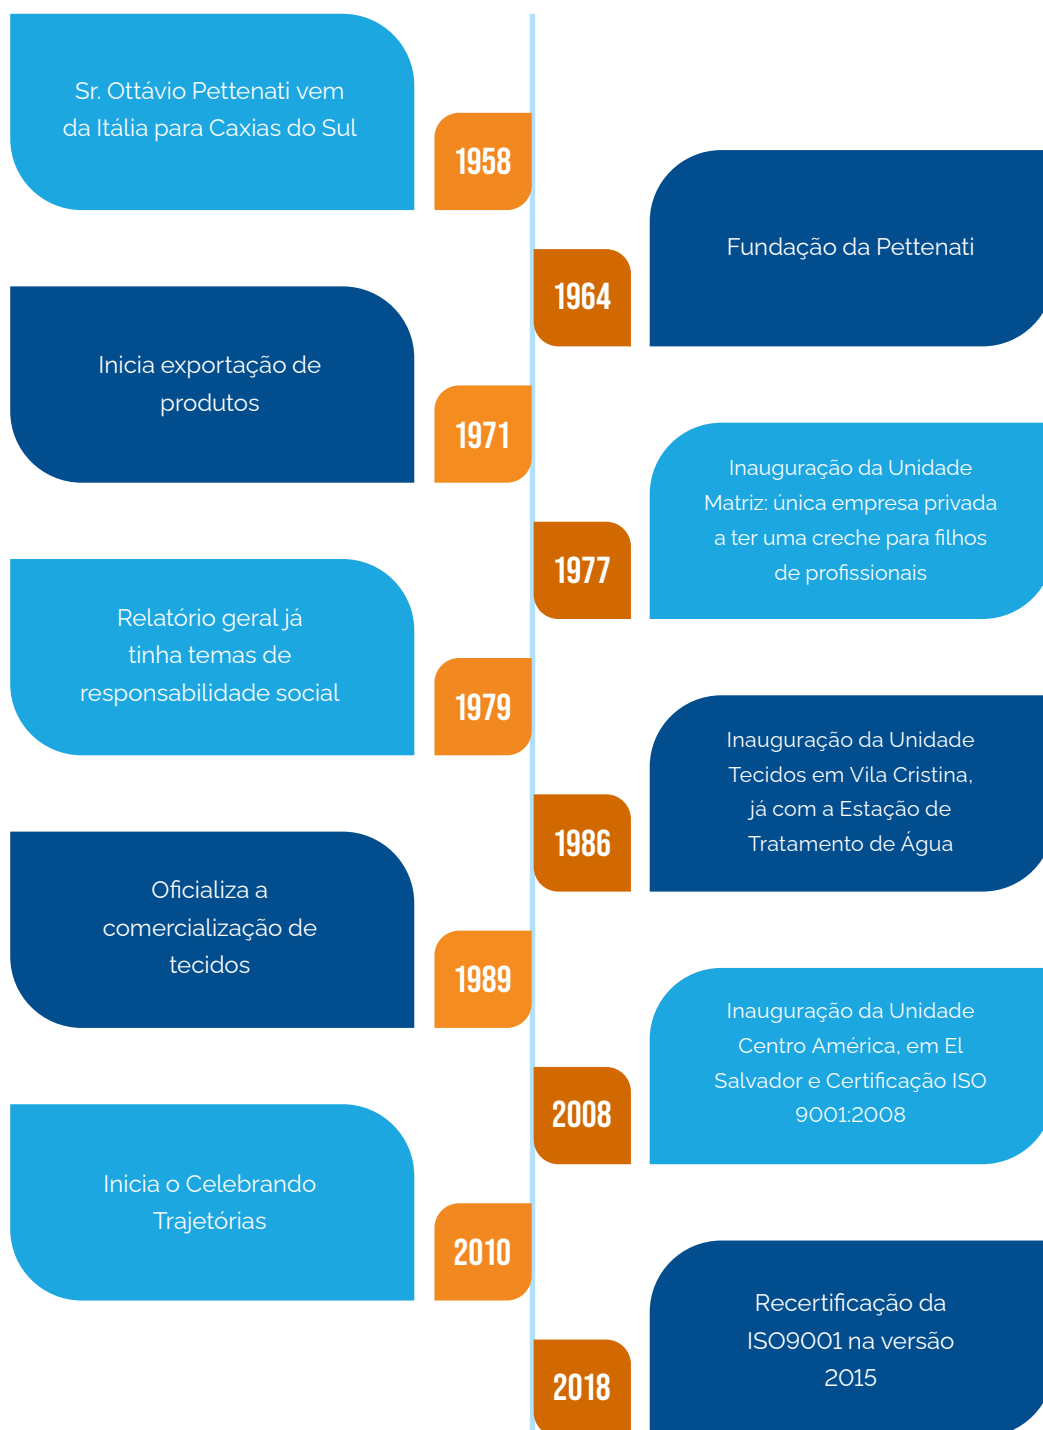 Sr. Ottávio Pettenati vem
da Itália para Caxias do Sul
1958
Fundação da Pettenati
1964
Inicia exportação de
produtos
1971
Inauguração da Unidade
Matriz: única empresa privada
a ter uma creche para filhos
de profissionais
1977
Relatório geral já
tinha temas de
responsabilidade social
1979
Inauguração da Unidade
Tecidos em Vila Cristina,
já com a Estação de
Tratamento de Água
1986
Oficializa a
comercialização de
tecidos
1989
Inauguração da Unidade
Centro América, em El
Salvador e Certificação ISO
9001:2008
2008
Inicia o Celebrando
Trajetórias
2010
Recertificação da
ISO9001 na versão
2015
2018